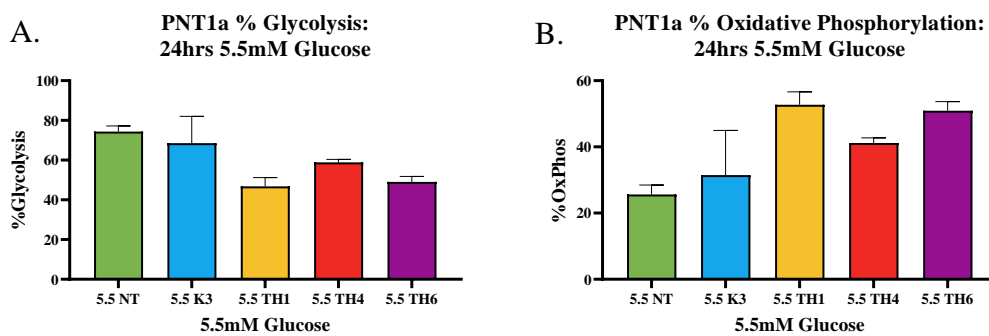 A.
PNT1a % Glycolysis:
24hrs 5.5mM Glucose
%Glycolysis
100
80
60
40
20
0
5.5 NT 5.5 K3 5.5 TH1 5.5 TH4 5.5 TH6
5.5mM Glucose
B.
PNT1a % Oxidative Phosphorylation:
24hrs 5.5mM Glucose
%OxPhos
60
40
20
0
5.5 NT 5.5 K3 5.5 TH1 5.5 TH4 5.5 TH6
5.5mM Glucose